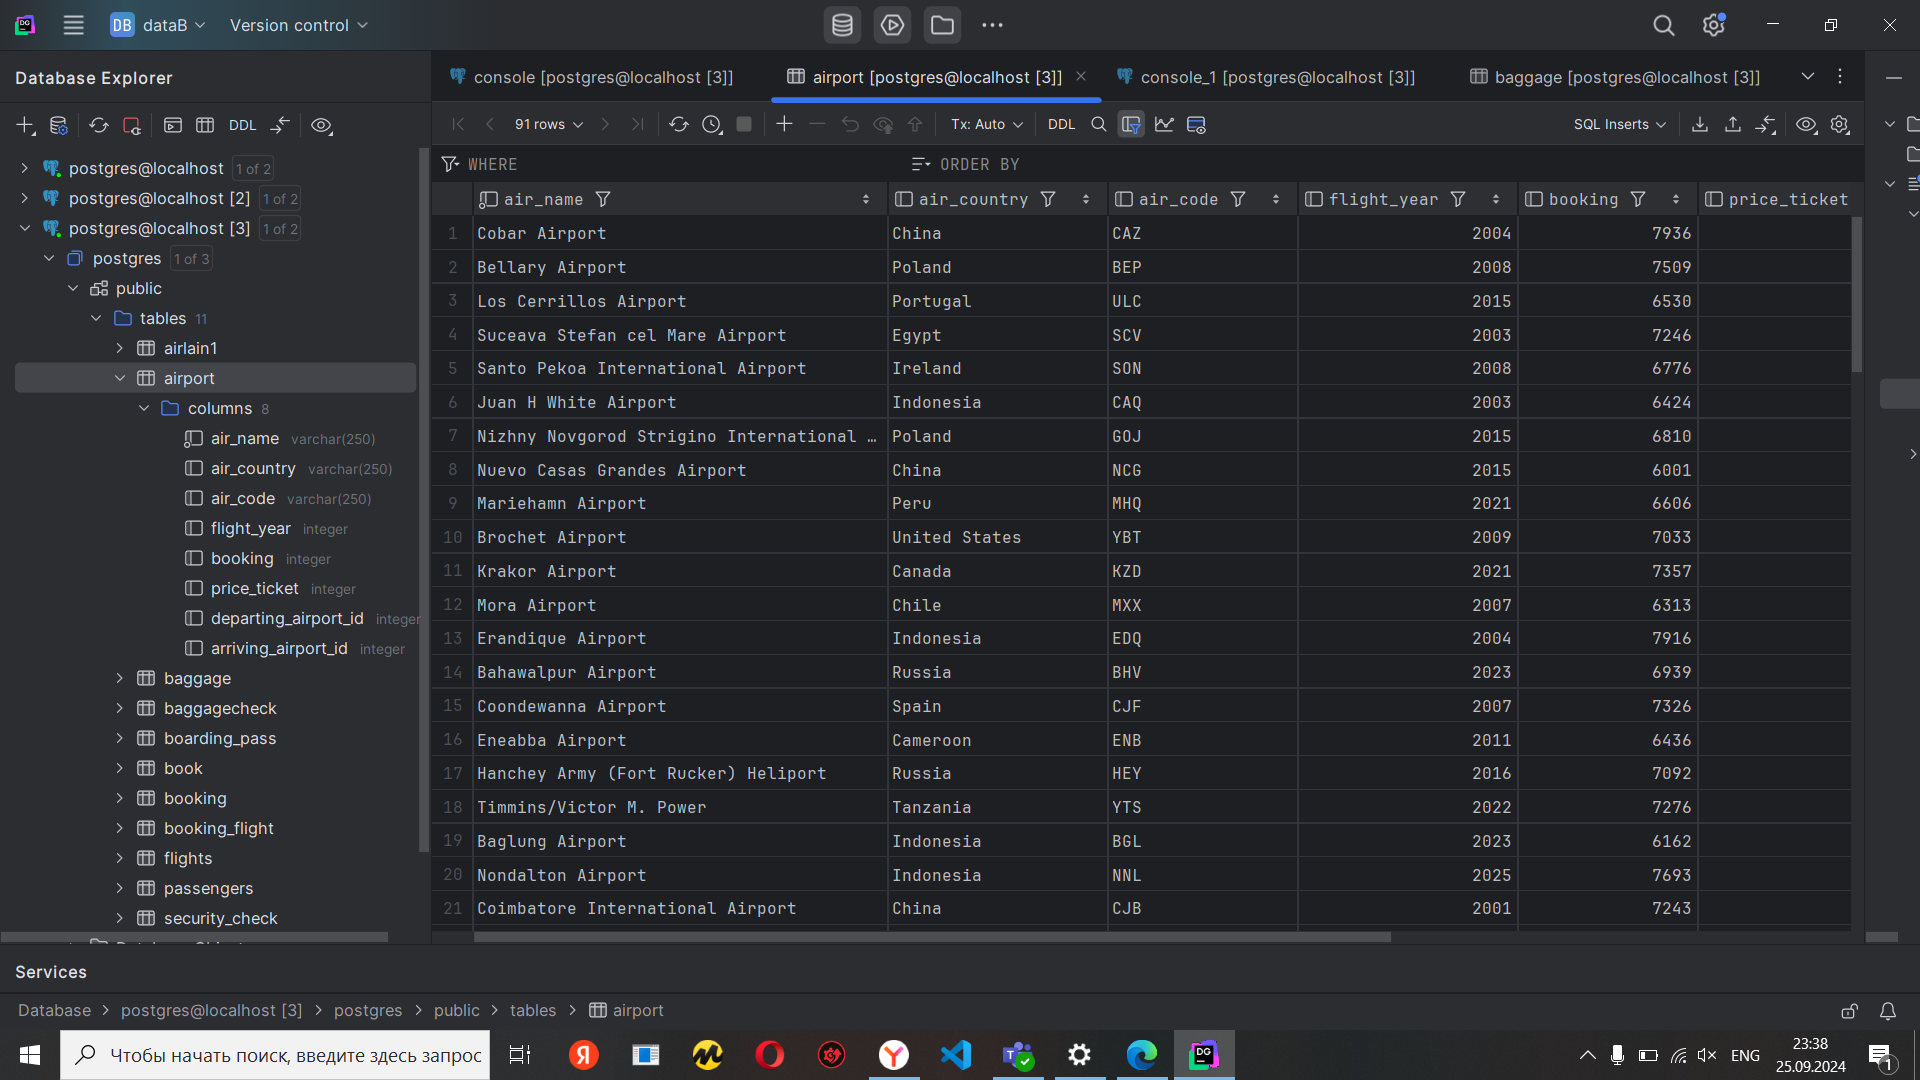 DB dataB Version control
Database Explorer
console [postgres@localhost [3]] airport [postgres@localhost [3]] console_1 [postgres@localhost [3]] baggage [postgres@localhost [3]]
DDL 91 rows Tx: Auto DDL SQL Inserts
WHERE ORDER BY
postgres@localhost 1 of 2
postgres@localhost [2] 1 of 2
postgres@localhost [3] 1 of 2
postgres 1 of 3
public
tables 11
airlain1
airport
columns 8
air_name varchar(250)
air_country varchar(250)
air_code varchar(250)
flight_year integer
booking integer
price_ticket integer
departing_airport_id integer
arriving_airport_id integer
baggage
baggagecheck
boarding_pass
book
booking
booking_flight
flights
passengers
security_check
air_name air_country air_code flight_year booking price_ticket
1 Cobar Airport China CAZ 2004 7936
2 Bellary Airport Poland BEP 2008 7509
3 Los Cerrillos Airport Portugal ULC 2015 6530
4 Suceava Stefan cel Mare Airport Egypt SCV 2003 7246
5 Santo Pekoa International Airport Ireland SON 2008 6776
6 Juan H White Airport Indonesia CAQ 2003 6424
7 Nizhny Novgorod Strigino International … Poland GOJ 2015 6810
8 Nuevo Casas Grandes Airport China NCG 2015 6001
9 Mariehamn Airport Peru MHQ 2021 6606
10 Brochet Airport United States YBT 2009 7033
11 Krakor Airport Canada KZD 2021 7357
12 Mora Airport Chile MXX 2007 6313
13 Erandique Airport Indonesia EDQ 2004 7916
14 Bahawalpur Airport Russia BHV 2023 6939
15 Coondewanna Airport Spain CJF 2007 7326
16 Eneabba Airport Cameroon ENB 2011 6436
17 Hanchey Army (Fort Rucker) Heliport Russia HEY 2016 7092
18 Timmins/Victor M. Power Tanzania YTS 2022 7276
19 Baglung Airport Indonesia BGL 2023 6162
20 Nondalton Airport Indonesia NNL 2025 7693
21 Coimbatore International Airport China CJB 2001 7243
Services
Database postgres@localhost [3] postgres public tables airport
Чтобы начать поиск, введите здесь запрос
ENG
23:38
25.09.2024
1